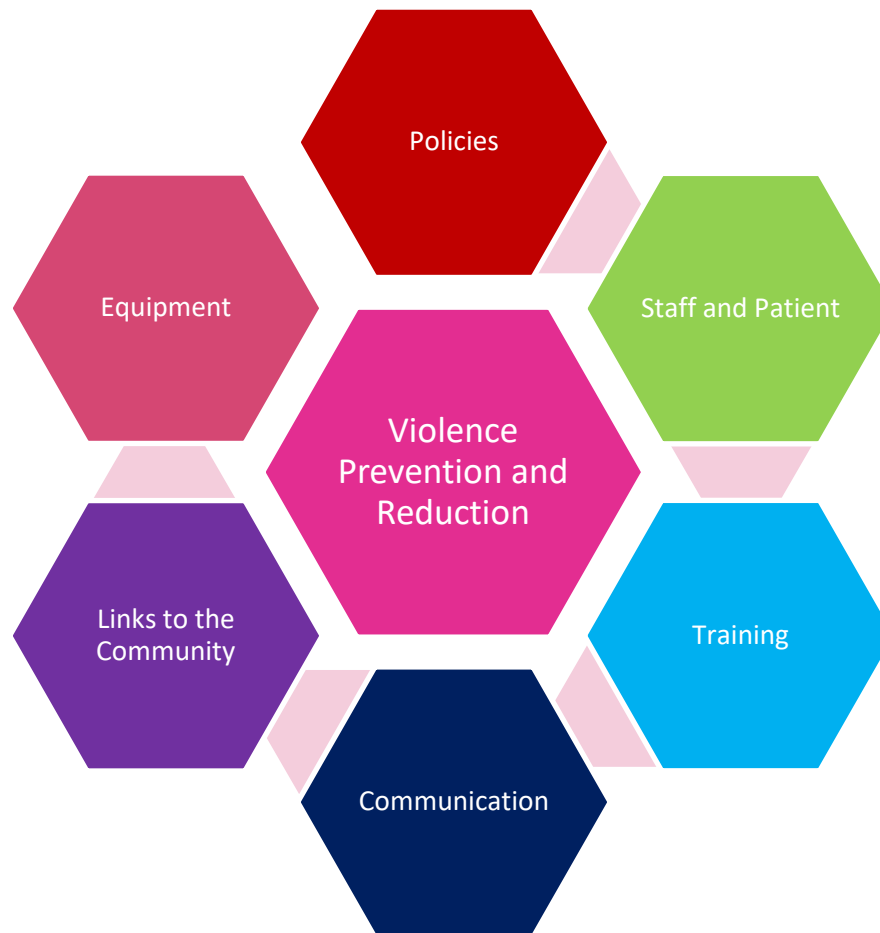 Policies
Equipment
Staff and Patient
Violence
Prevention and
Reduction
Links to the
Community
Training
Communication